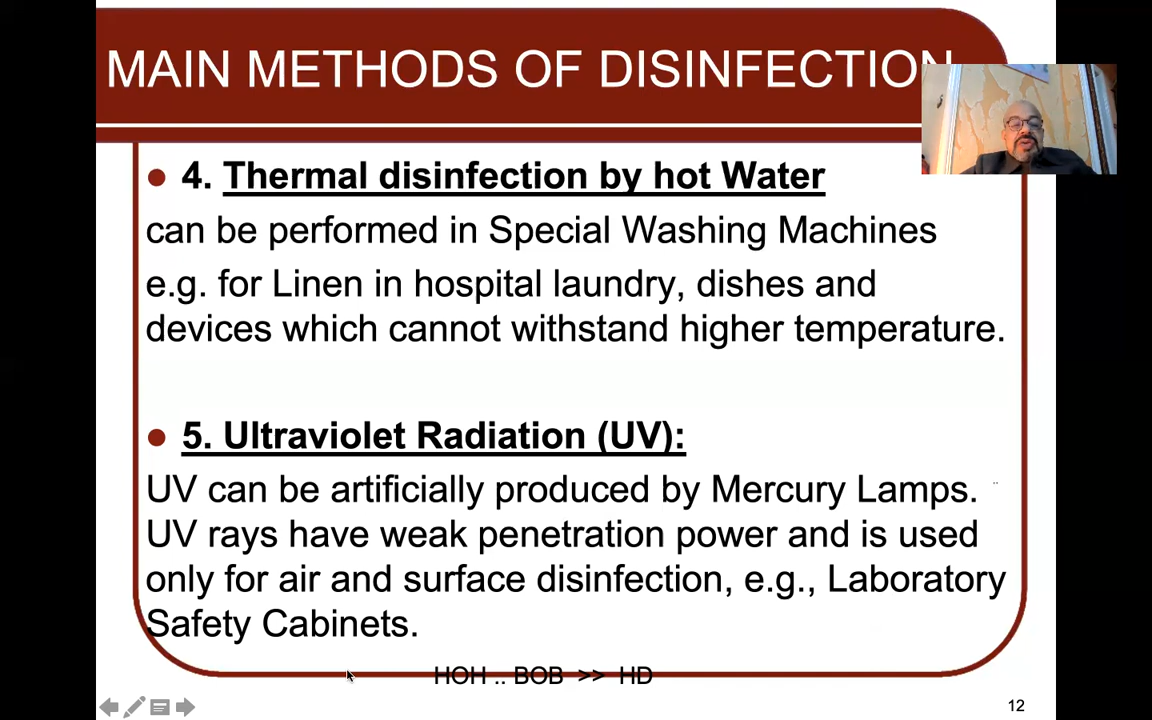 MAIN METHODS OF DISINFECTION
4. Thermal disinfection by hot Water
can be performed in Special Washing Machines
e.g. for Linen in hospital laundry, dishes and
devices which cannot withstand higher temperature.
5. Ultraviolet Radiation (UV):
UV can be artificially produced by Mercury Lamps.
UV rays have weak penetration power and is used
only for air and surface disinfection, e.g., Laboratory
Safety Cabinets.
HOH .. BOB >> HD
12